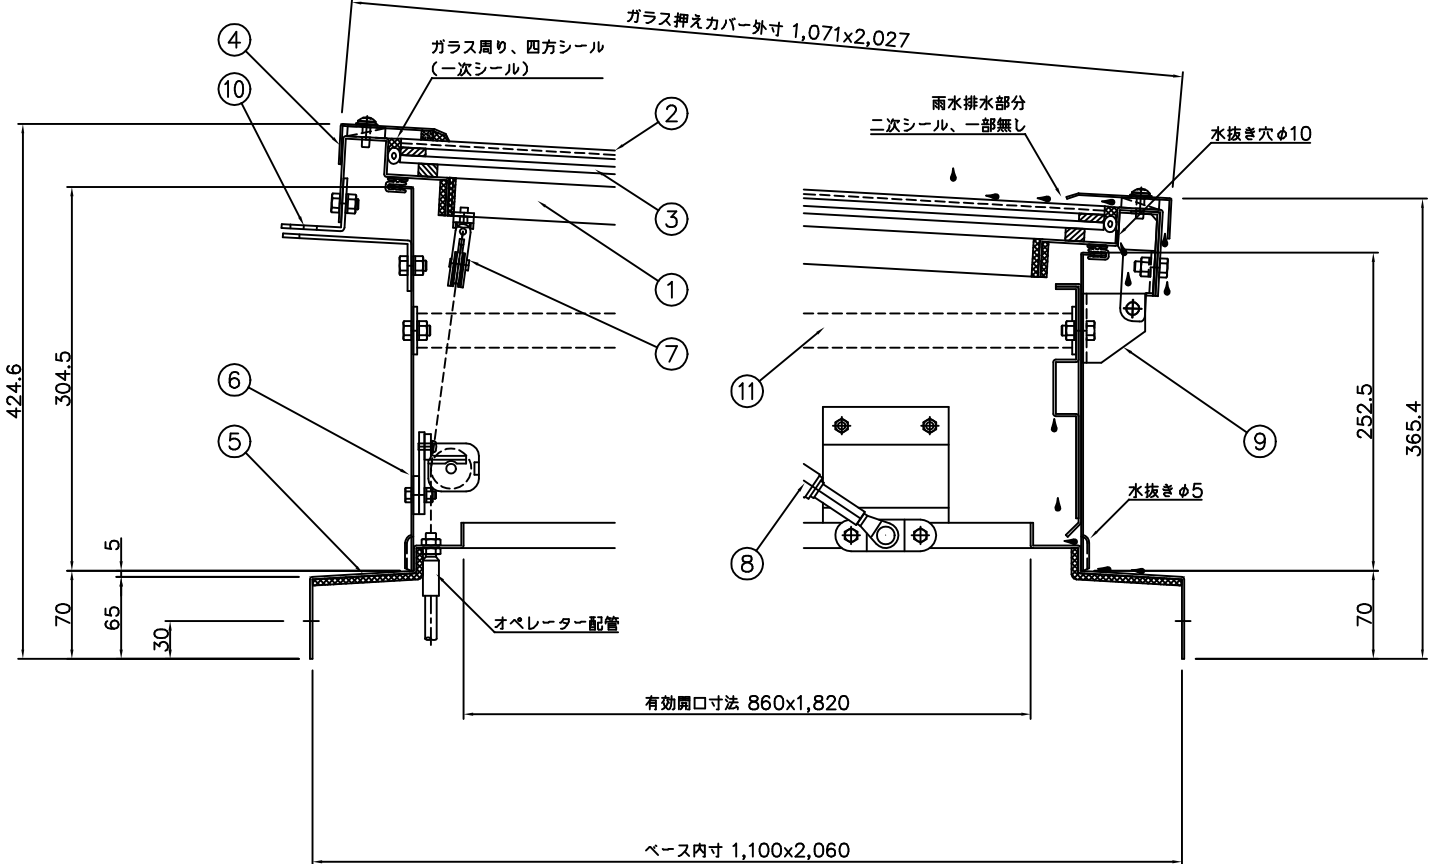 ガラス押えカバー外寸 1,071x2,027
④
ガラス周り、四方シール
(一次シール)
⑩
②
雨水排水部分
二次シール、一部無し
水抜き穴φ10
③
①
⑦
⑪
⑥
⑤
⑨
水抜きφ5
⑧
424.6
304.5
252.5
365.4
5
70
65
30
70
オペレーター配管
有効開口寸法 860x1,820
ベース内寸 1,100x2,060